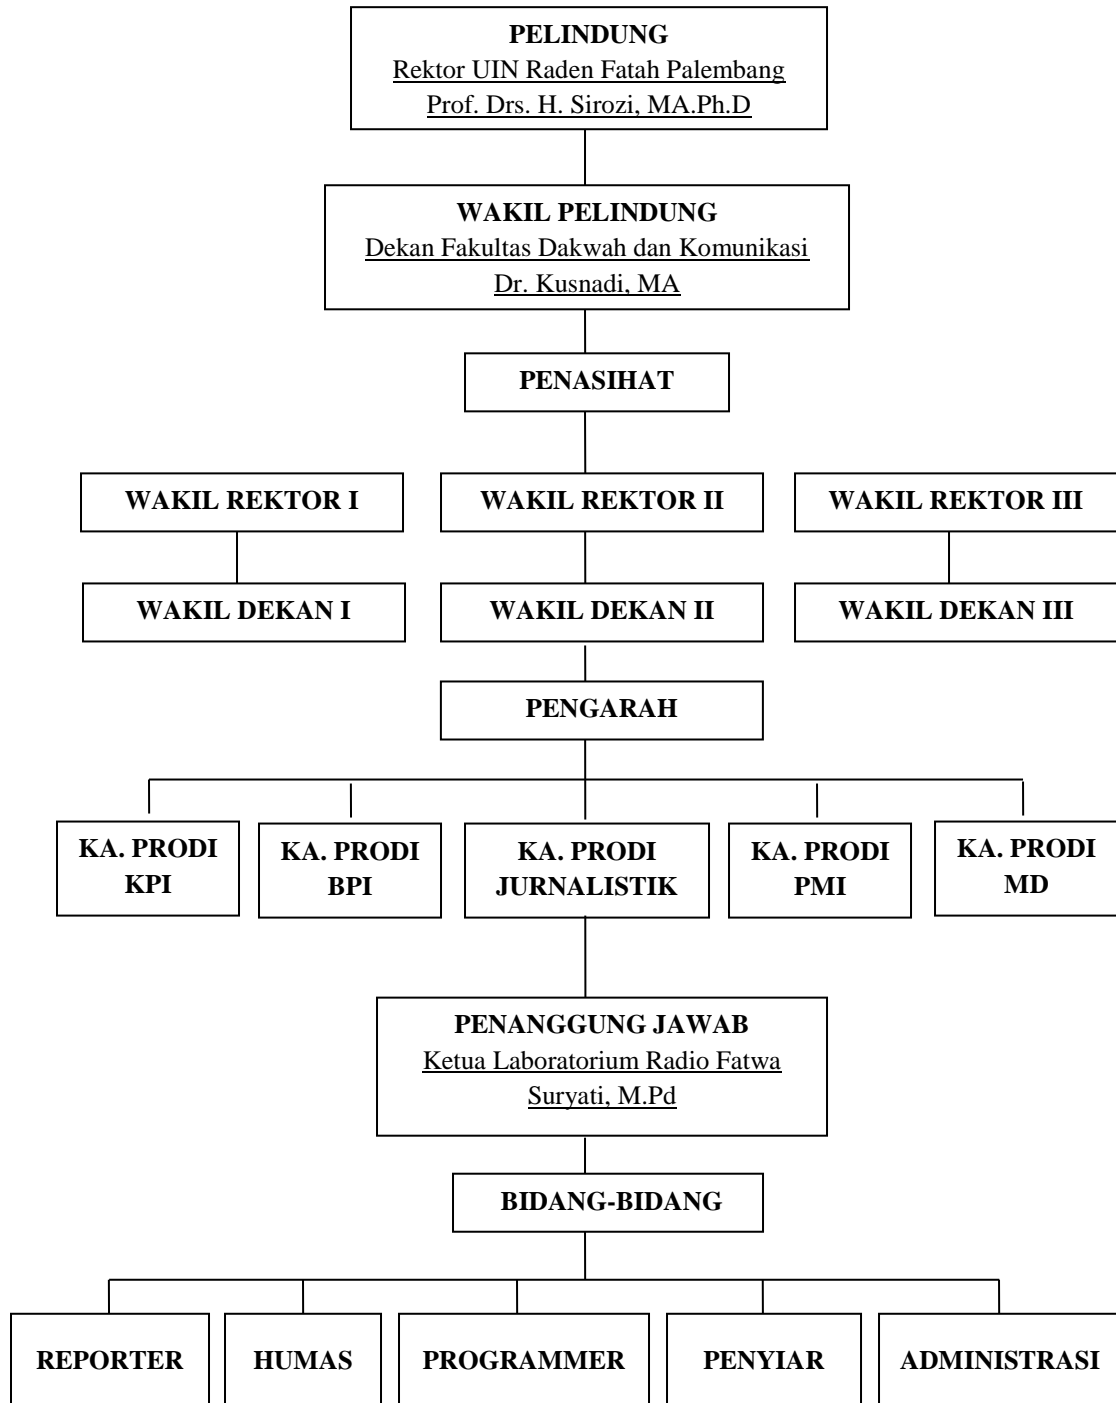 PELINDUNG
Rektor UIN Raden Fatah Palembang
Prof. Drs. H. Sirozi, MA.Ph.D
WAKIL PELINDUNG
Dekan Fakultas Dakwah dan Komunikasi
Dr. Kusnadi, MA
PENASIHAT
WAKIL REKTOR I
WAKIL REKTOR II
WAKIL REKTOR III
WAKIL DEKAN I
WAKIL DEKAN II
WAKIL DEKAN III
PENGARAH
KA. PRODI
KPI
KA. PRODI
BPI
KA. PRODI
JURNALISTIK
KA. PRODI
PMI
KA. PRODI
MD
PENANGGUNG JAWAB
Ketua Laboratorium Radio Fatwa
Suryati, M.Pd
BIDANG-BIDANG
REPORTER
HUMAS
PROGRAMMER
PENYIAR
ADMINISTRASI